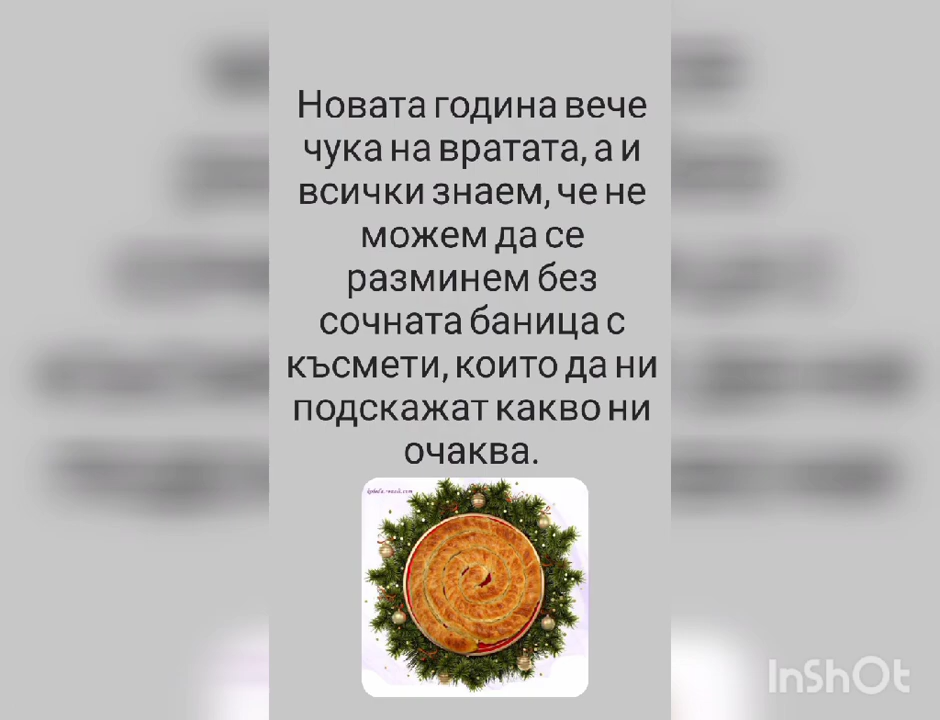 Новата година вече
чука на вратата, а и
всички знаем, че не
можем да се
разминем без
сочната баница с
късмети, които да ни
подскажат какво ни
очаква.
InShOt